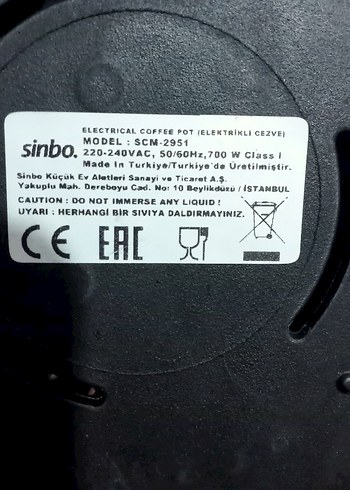 ELECTRICAL COFFEE POT (ELEKTRİKLİ CEZVE)
sinbo.
MODEL : SCM-2951
220-240VAC, 50/60Hz,700 W Class I
Made In Turkiye/Turkiye'de Üretilmiştir.
Sinbo Küçük Ev Aletleri Sanayi ve Ticaret A.Ş.
Yakuplu Mah. Dereboyu Cad. No: 10 Beylikdüzü / İSTANBUL
CAUTION : DO NOT IMMERSE ANY LIQUID !
UYARI : HERHANGİ BİR SIVIYA DALDIRMAYINIZ.
CE EAC